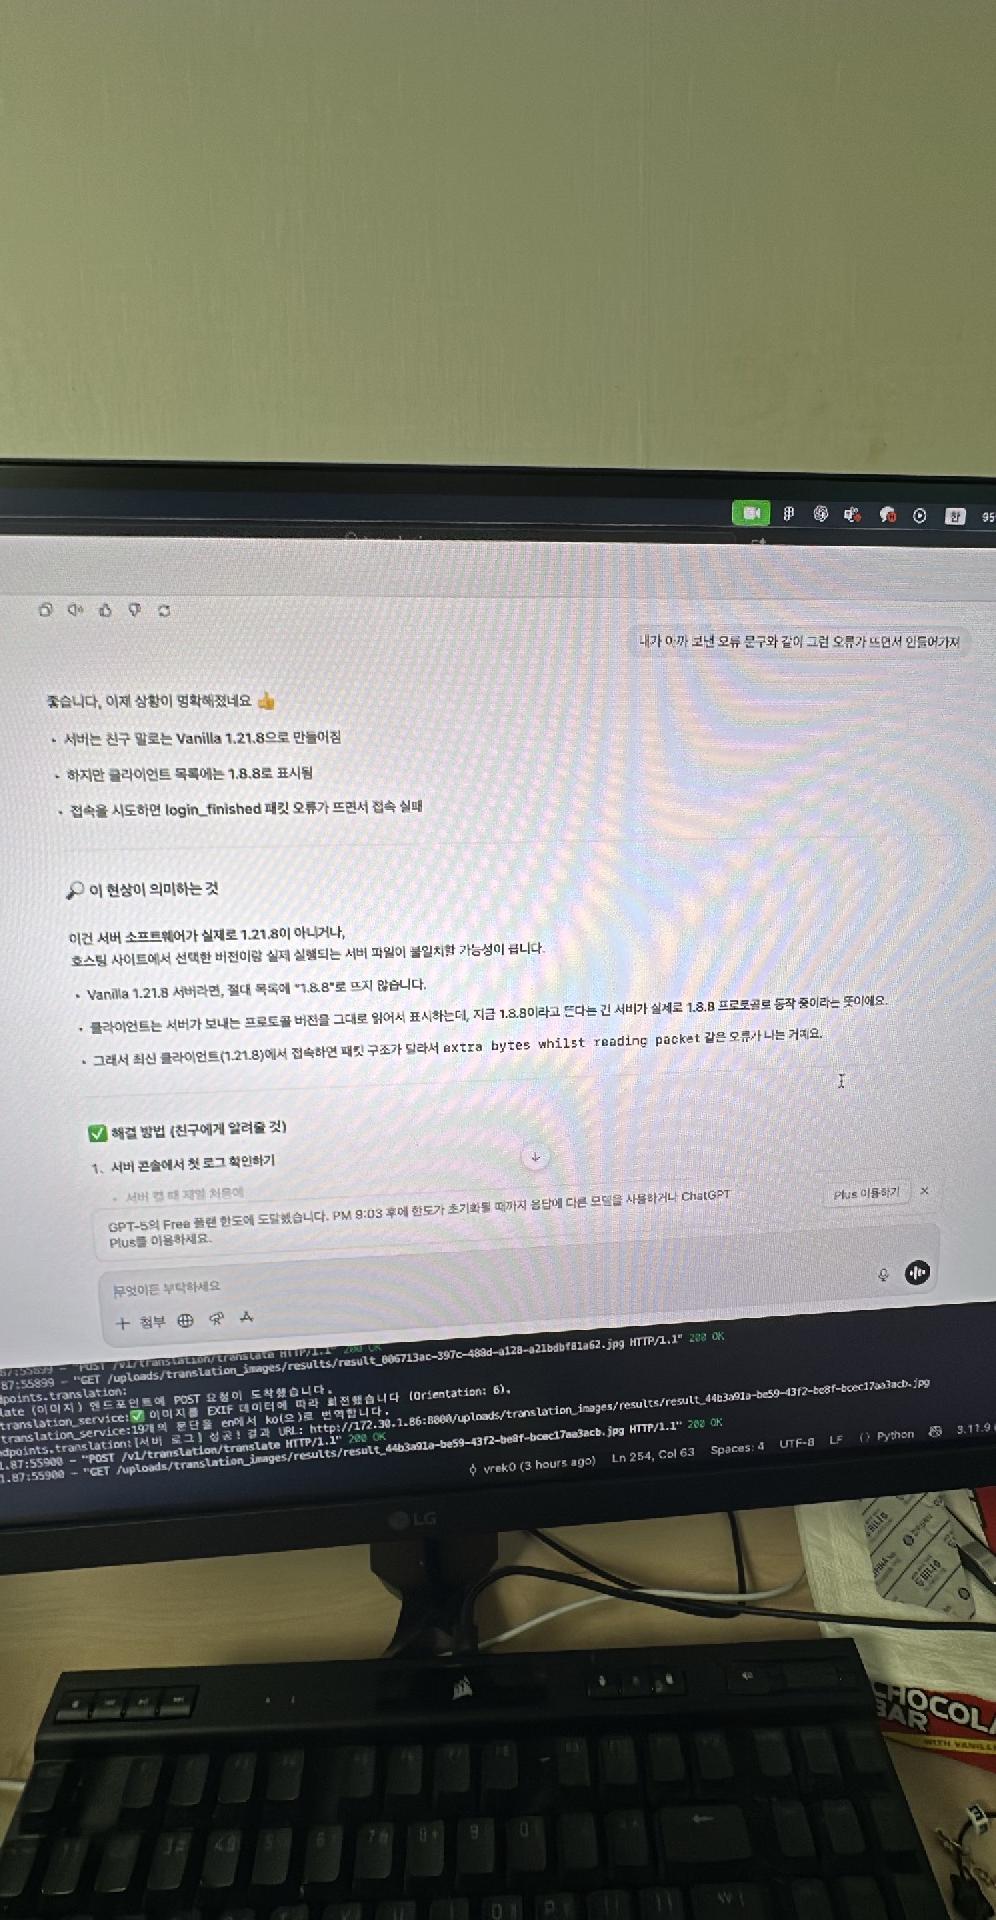 한
내가 아까 보낸 오류 문구와 같이 그런 오류가 뜨면서 안들어가져
좋습니다, 이제 상황이 명확해졌네요 👍
• 서버는 친구 말로는 Vanilla 1.21.8으로 만들어짐
• 하지만 클라이언트 목록에는 1.8.8로 표시됨
• 접속을 시도하면 login_finished 패킷 오류가 뜨면서 접속 실패
🔎 이 현상이 의미하는 것
이건 서버 소프트웨어가 실제로 1.21.8이 아니거나,
호스팅 사이트에서 선택한 버전이랑 실제 실행되는 서버 파일이 불일치할 가능성이 큽니다.
• Vanilla 1.21.8 서버라면, 절대 목록에 "1.8.8"로 뜨지 않습니다.
• 클라이언트는 서버가 보내는 프로토콜 버전을 그대로 읽어서 표시하는데, 지금 1.8.8이라고 뜬다는 건 서버가 실제로 1.8.8 프로토콜로 동작 중이라는 뜻이에요.
• 그래서 최신 클라이언트(1.21.8)에서 접속하면 패킷 구조가 달라서 extra bytes whilst reading packet 같은 오류가 나는 거예요.
✅ 해결 방법 (친구에게 알려줄 것)
1. 서버 콘솔에서 첫 로그 확인하기
• 서버 켤 때 제일 처음에
GPT-5의 Free 플랜 한도에 도달했습니다. PM 9:03 후에 한도가 초기화될 때까지 응답에 다른 모델을 사용하거나 ChatGPT
Plus를 이용하세요.
Plus 이용하기
무엇이든 부탁하세요
첨부
"POST /v1/translation/translate HTTP/1.1" 200 OK
87:55899 - "GET /uploads/translation_images/results/result_006713ac-397c-488d-a128-a21bdbf81a62.jpg HTTP/1.1" 200 OK
dpoints.translation:
late (이미지) 엔드포인트에 POST 요청이 도착했습니다.
translation_service:✅ 이미지를 EXIF 데이터에 따라 회전했습니다 (Orientation: 6).
translation_service:19개의 문단을 en에서 ko(으)로 번역합니다.
dpoints.translation:[서버 로그] 성공! 결과 URL: http://172.30.1.86:8000/uploads/translation_images/results/result_44b3a91a-be59-43f2-be8f-bcec17aa3acb.jpg
1.87:55900 - "POST /v1/translation/translate HTTP/1.1" 200 OK
1.87:55900 - "GET /uploads/translation_images/results/result_44b3a91a-be59-43f2-be8f-bcec17aa3acb.jpg HTTP/1.1" 200 OK
vrek0 (3 hours ago) Ln 254, Col 63 Spaces: 4 UTF-8 LF Python 3.11.9
LG
CHOCOLA
BAR